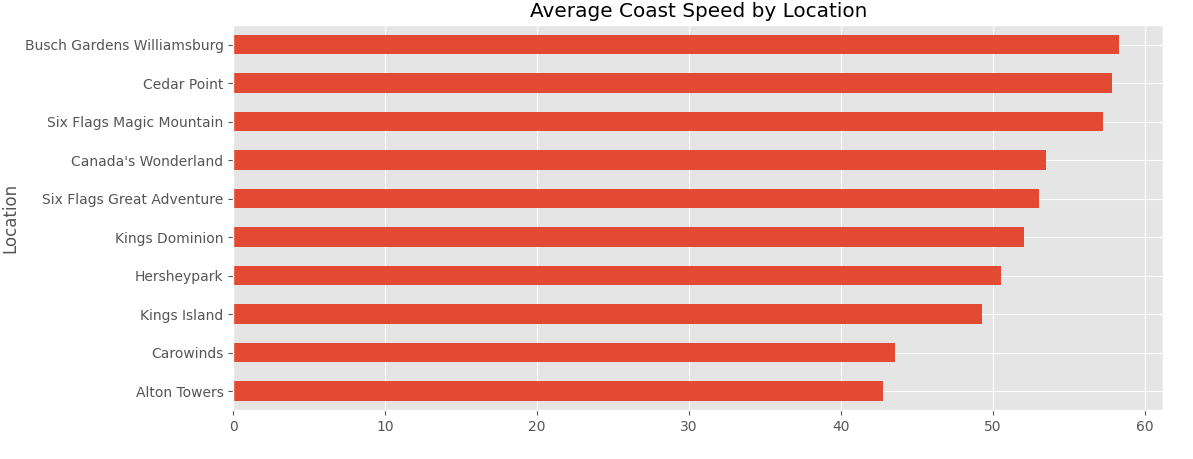 Average Coast Speed by Location
Location
Busch Gardens Williamsburg
Cedar Point
Six Flags Magic Mountain
Canada's Wonderland
Six Flags Great Adventure
Kings Dominion
Hersheypark
Kings Island
Carowinds
Alton Towers
0 10 20 30 40 50 60